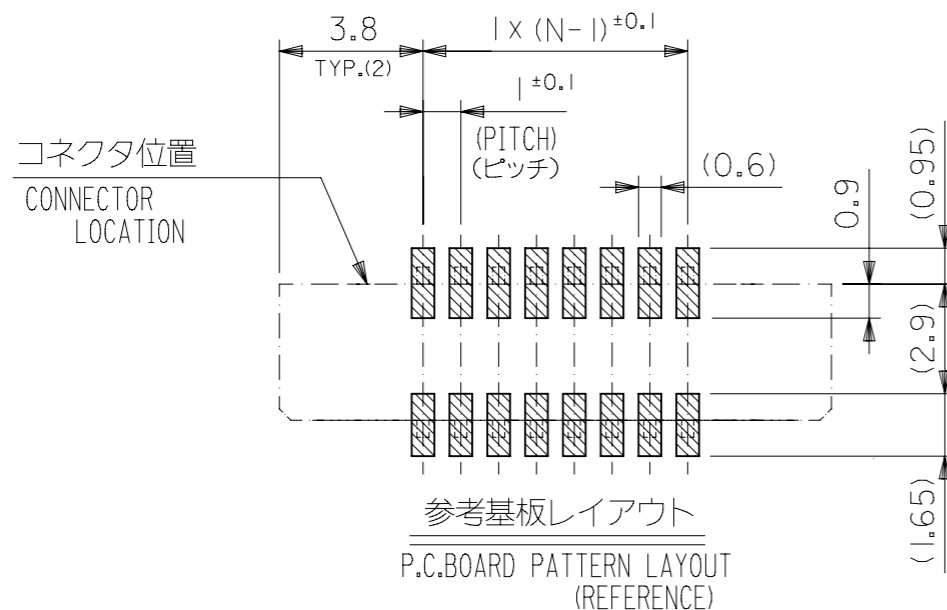 3.8
TYP.(2)
1×(N-1)±0.1
1±0.1
(PITCH)
(ピッチ)
(0.6)
0.9
(0.95)
コネクタ位置
CONNECTOR
LOCATION
(2.9)
(1.65)
参考基板レイアウト
P.C.BOARD PATTERN LAYOUT
(REFERENCE)